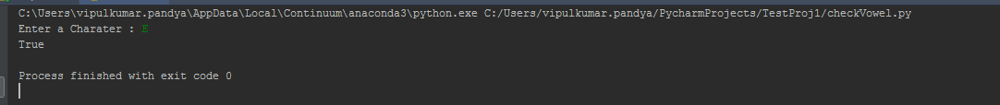 C:\Users\vipulkumar.pandya\AppData\Local\Continuum\anaconda3\python.exe C:/Users/vipulkumar.pandya/PycharmProjects/TestProj1/checkVowel.py
Enter a Charater : E
True
Process finished with exit code 0